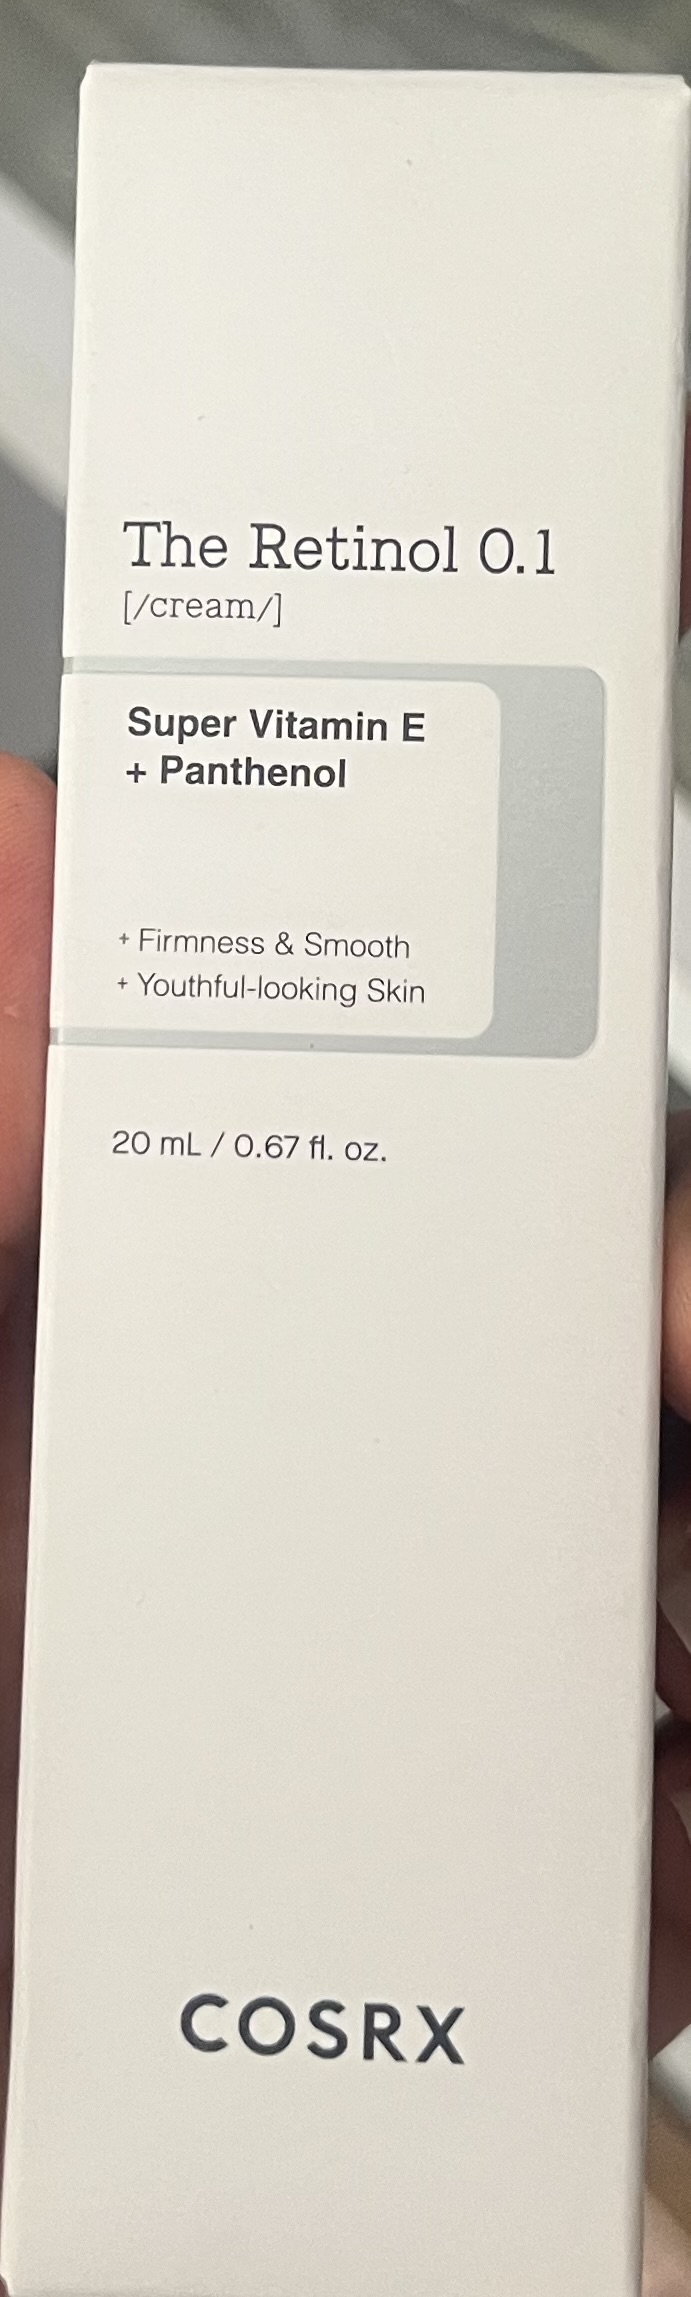 The Retinol 0.1
[/cream/]
Super Vitamin E
+ Panthenol
+ Firmness & Smooth
+ Youthful-looking Skin
20 mL / 0.67 fl. oz.
COSRX